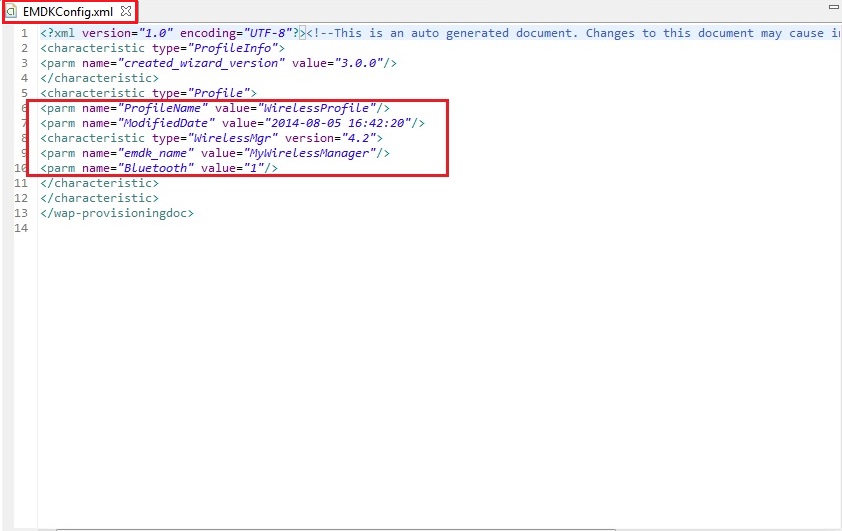 EMDKConfig.xml
1 <?xml version="1.0" encoding="UTF-8"?><!--This is an auto generated document. Changes to this document may cause
2 <characteristic type="ProfileInfo">
3 <parm name="created_wizard_version" value="3.0.0"/>
4 </characteristic>
5 <characteristic type="Profile">
6 <parm name="ProfileName" value="WirelessProfile"/>
7 <parm name="ModifiedDate" value="2014-08-05 16:42:20"/>
8 <characteristic type="WirelessMgr" version="4.2">
9 <parm name="emdk_name" value="MyWirelessManager"/>
10 <parm name="Bluetooth" value="1"/>
11 </characteristic>
12 </characteristic>
13 </wap-provisioningdoc>
14